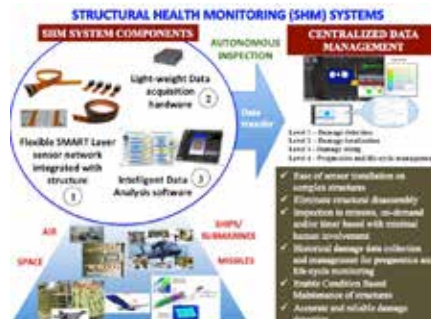 STRUCTURAL HEALTH MONITORING (SHM) SYSTEMS
SHM SYSTEM COMPONENTS
Light-weight Data
acquisition
hardware
2
Flexible SMART Layer
sensor network
integrated with
structure
1
3
Intelligent Data
Analysis software
AUTONOMOUS
INSPECTION
Data
transfer
CENTRALIZED DATA
MANAGEMENT
Level 1 – Damage detection
Level 2 – Damage localization
Level 3 – Damage sizing
Level 4 – Prognosis and life-cycle management
AIR
SPACE
SHIPS/
SUBMARINES
MISSILES
Ease of sensor installation on
complex structures
Eliminate structural disassembly
Inspection in remote, on-demand
and/or timer based with minimal
human involvement
Historical damage data collection
and management for prognostics and
life-cycle monitoring
Enable Condition Based
Maintenance of structures
Accurate and reliable damage